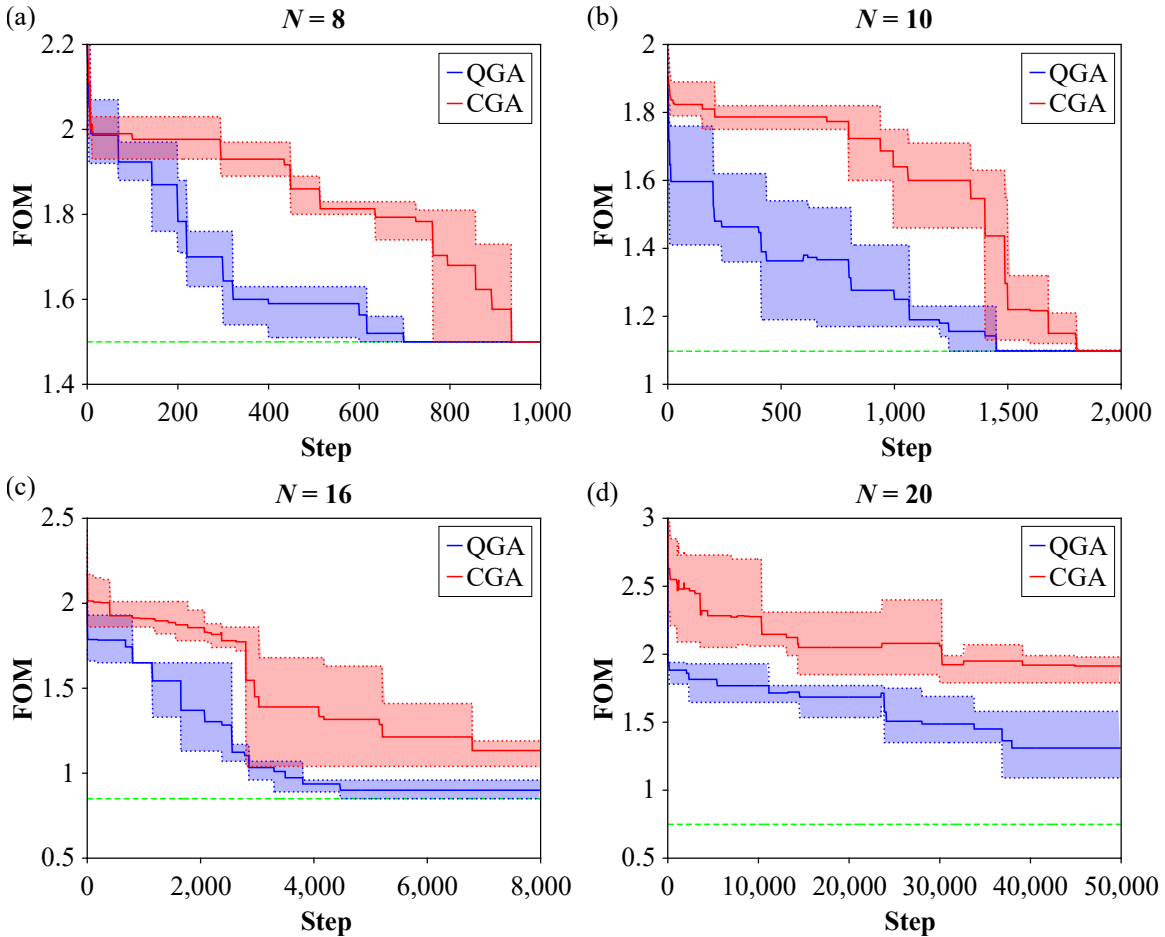 (a)
N = 8
2.2
2
1.8
1.6
1.4
FOM
QGA
CGA
0
200
400
600
800
1,000
Step
(b)
N = 10
2
1.8
1.6
1.4
1.2
1
FOM
QGA
CGA
0
500
1,000
1,500
2,000
Step
(c)
N = 16
2.5
2
1.5
1
0.5
FOM
QGA
CGA
0
2,000
4,000
6,000
8,000
Step
(d)
N = 20
3
2.5
2
1.5
1
0.5
FOM
QGA
CGA
0
10,000
20,000
30,000
40,000
50,000
Step